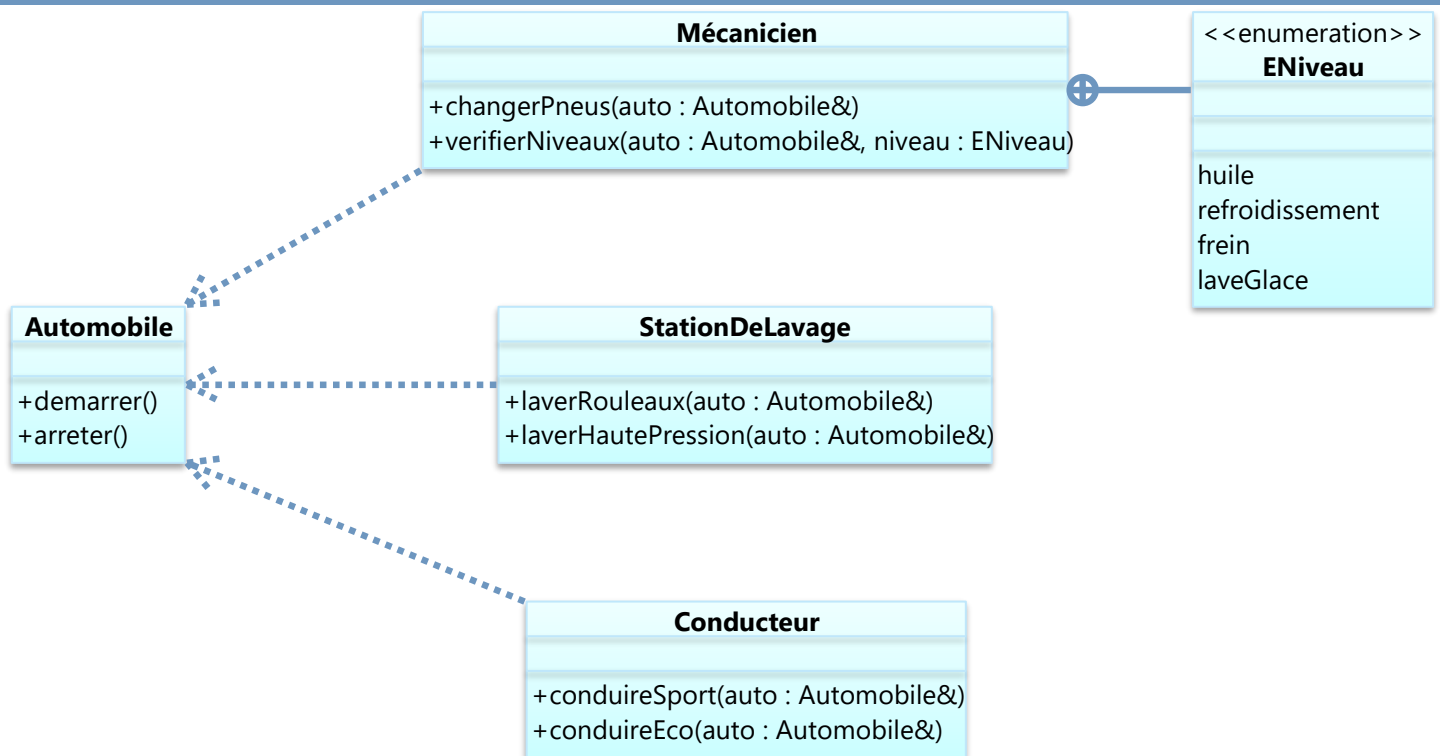 Mécanicien
+changerPneus(auto : Automobile&)
+verifierNiveaux(auto : Automobile&, niveau : ENiveau)
<<enumeration>>
ENiveau
huile
refroidissement
frein
laveGlace
Automobile
+demarrer()
+arreter()
StationDeLavage
+laverRouleaux(auto : Automobile&)
+laverHautePression(auto : Automobile&)
Conducteur
+conduireSport(auto : Automobile&)
+conduireEco(auto : Automobile&)